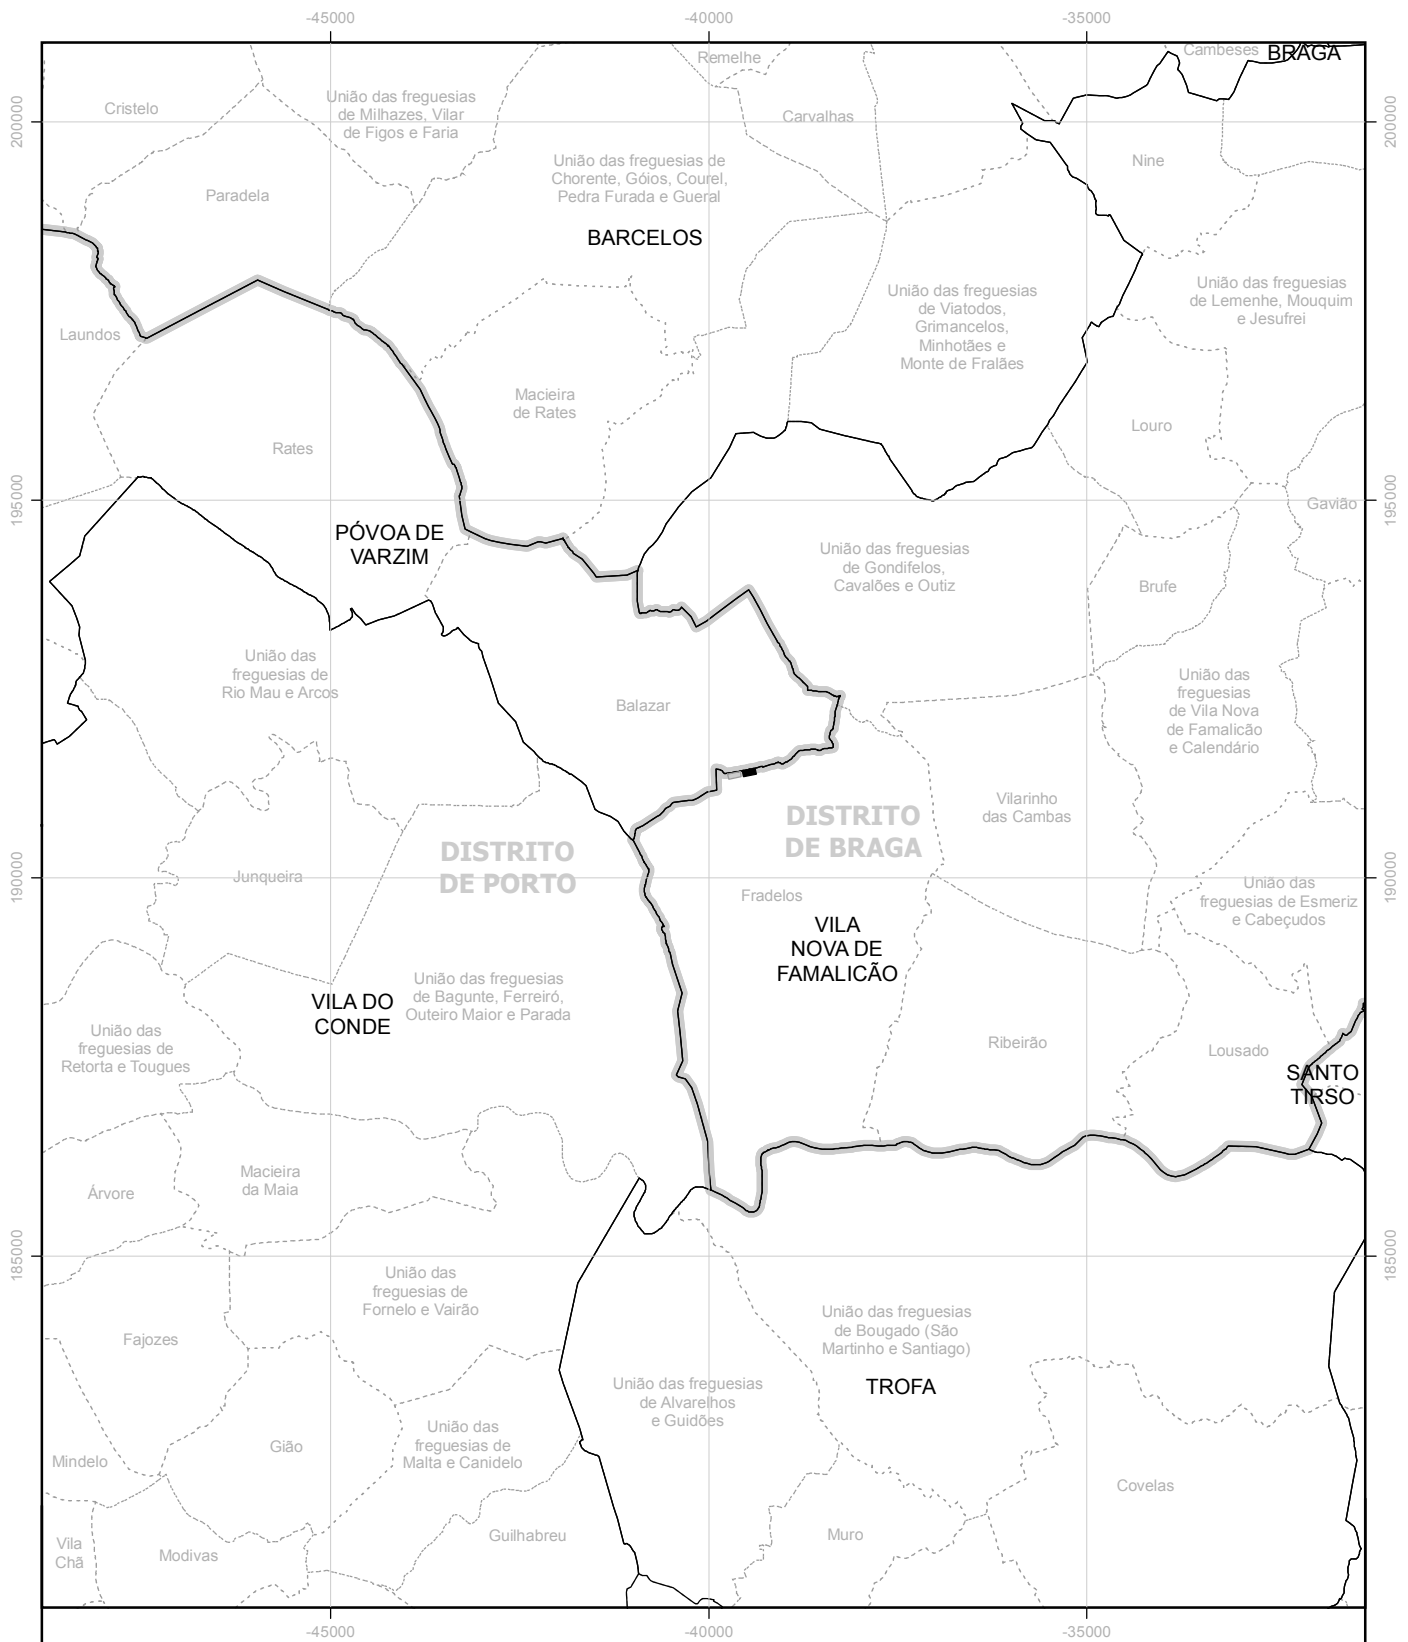 -45000
-40000
-35000
200000
200000
195000
195000
190000
190000
185000
185000
Cristelo
União das freguesias
de Milhazes, Vilar
de Figos e Faria
Remelhe
Carvalhas
Cambeses
BRAGA
Nine
Paradela
União das freguesias de
Chorente, Góios, Courel,
Pedra Furada e Gueral
BARCELOS
União das freguesias
de Viatodos,
Grimancelos,
Minhotães e
Monte de Fralães
União das freguesias
de Lemenhe, Mouquim
e Jesufrei
Laundos
Macieira
de Rates
Louro
Rates
Gavião
PÓVOA DE
VARZIM
União das freguesias
de Gondifelos,
Cavalões e Outiz
Brufe
União das
freguesias de
Rio Mau e Arcos
Balazar
União das
freguesias
de Vila Nova
de Famalicão
e Calendário
DISTRITO
DE PORTO
DISTRITO
DE BRAGA
Vilarinho
das Cambas
Junqueira
Fradelos
União das
freguesias de Esmeriz
e Cabeçudos
VILA
NOVA DE
FAMALICÃO
VILA DO
CONDE
União das freguesias
de Bagunte, Ferreiró,
Outeiro Maior e Parada
União das
freguesias de
Retorta e Tougues
Ribeirão
Lousado
SANTO
TIRSO
Árvore
Macieira
da Maia
União das
freguesias de
Fornelo e Vairão
Fajozes
União das freguesias
de Bougado (São
Martinho e Santiago)
TROFA
União das freguesias
de Alvarelhos
e Guidões
Mindelo
Gião
União das
freguesias de
Malta e Canidelo
Covelas
Vila
Chã
Modivas
Guilhabreu
Muro
-45000
-40000
-35000